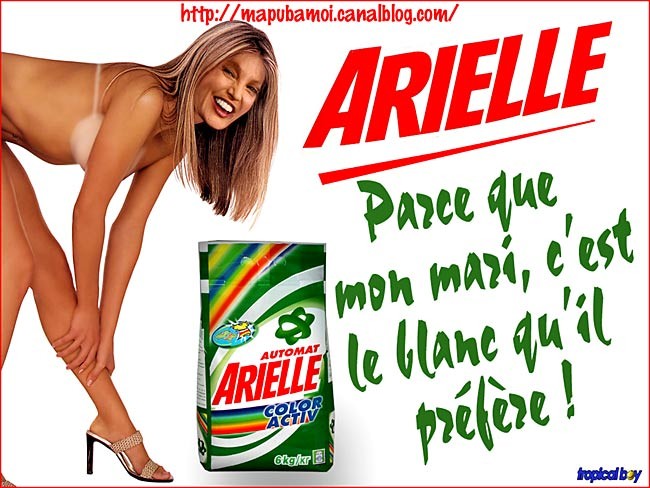 http://mapubamoi.canalblog.com/
ARIELLE
Parce que
mon mari, c'est
le blanc qu'il
préfère !
AUTOMAT
ARIELLE
COLOR
ACTIV
6kg/кг
tropical boy